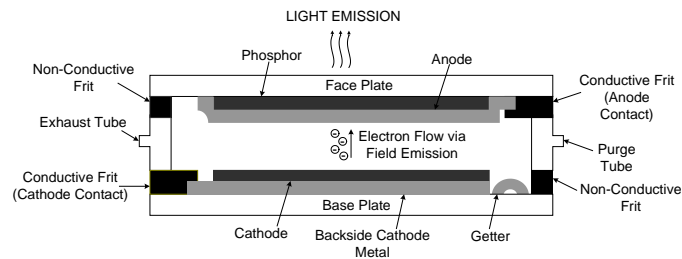 LIGHT EMISSION
Phosphor
Anode
Non-Conductive
Frit
Face Plate
Conductive Frit
(Anode
Contact)
Exhaust Tube
Electron Flow via
Field Emission
Purge
Tube
Conductive Frit
(Cathode Contact)
Non-Conductive
Frit
Base Plate
Cathode
Backside Cathode
Metal
Getter